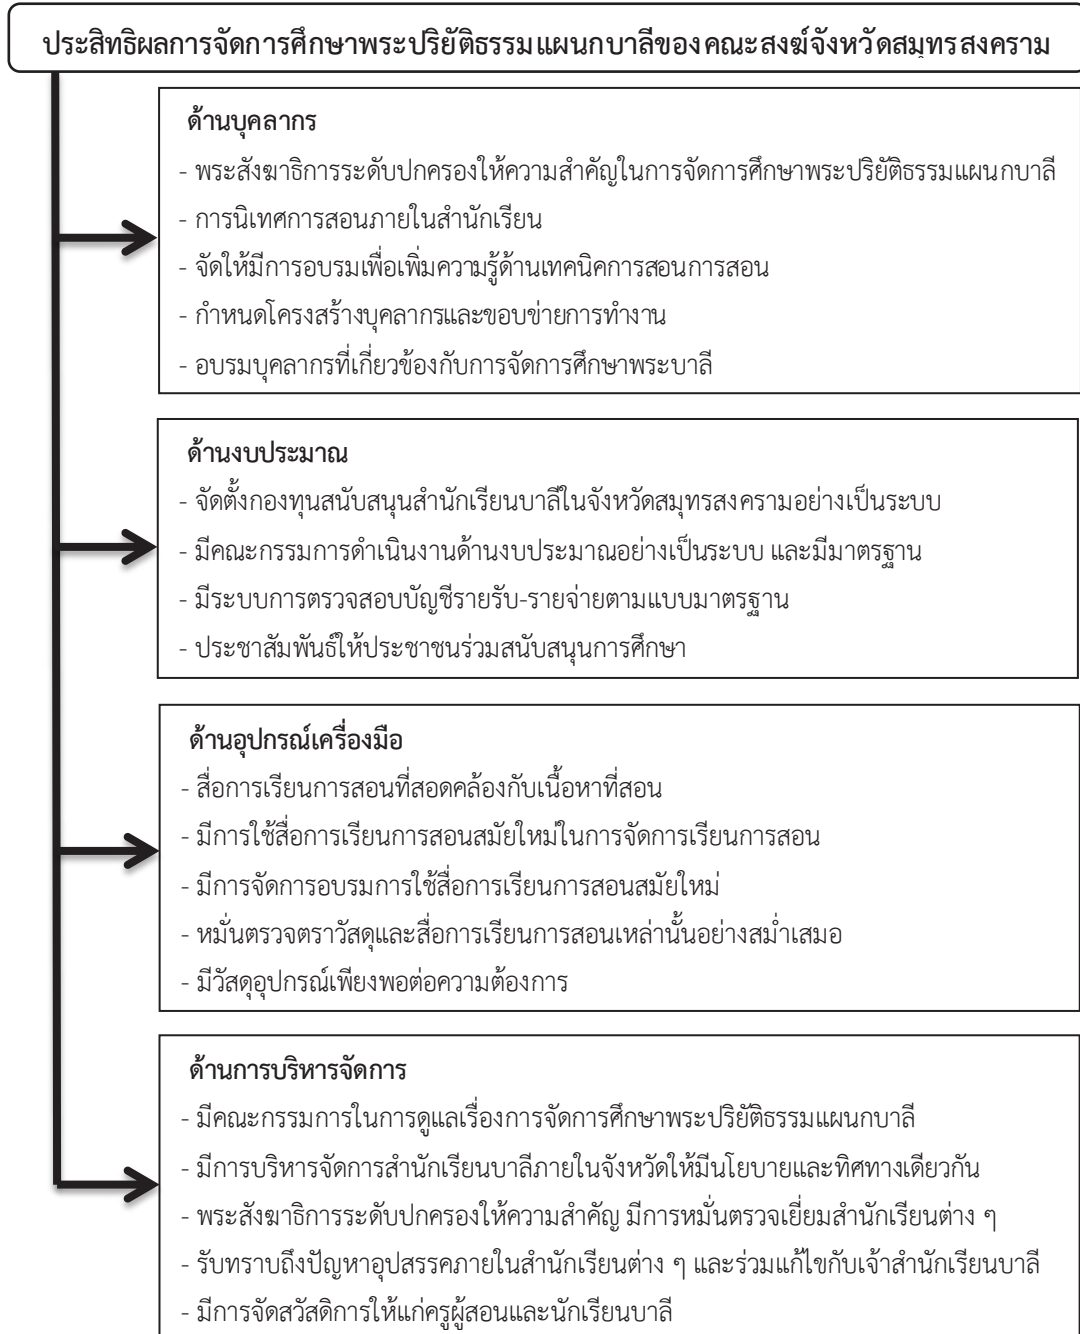 ประสิทธิผลการจัดการศึกษาพระปริยัติธรรมแผนกบาลีของคณะสงฆ์จังหวัดสมุทรสงคราม
ด้านบุคลากร
- พระสังฆาธิการระดับปกครองให้ความสำคัญในการจัดการศึกษาพระปริยัติธรรมแผนกบาลี
- การนิเทศการสอนภายในสำนักเรียน
- จัดให้มีการอบรมเพื่อเพิ่มความรู้ด้านเทคนิคการสอนการสอน
- กำหนดโครงสร้างบุคลากรและขอบข่ายการทำงาน
- อบรมบุคลากรที่เกี่ยวข้องกับการจัดการศึกษาพระบาลี
ด้านงบประมาณ
- จัดตั้งกองทุนสนับสนุนสำนักเรียนบาลีในจังหวัดสมุทรสงครามอย่างเป็นระบบ
- มีคณะกรรมการดำเนินงานด้านงบประมาณอย่างเป็นระบบ และมีมาตรฐาน
- มีระบบการตรวจสอบบัญชีรายรับ-รายจ่ายตามแบบมาตรฐาน
- ประชาสัมพันธ์ให้ประชาชนร่วมสนับสนุนการศึกษา
ด้านอุปกรณ์เครื่องมือ
- สื่อการเรียนการสอนที่สอดคล้องกับเนื้อหาที่สอน
- มีการใช้สื่อการเรียนการสอนสมัยใหม่ในการจัดการเรียนการสอน
- มีการจัดการอบรมการใช้สื่อการเรียนการสอนสมัยใหม่
- หมั่นตรวจตราวัสดุและสื่อการเรียนการสอนเหล่านั้นอย่างสม่ำเสมอ
- มีวัสดุอุปกรณ์เพียงพอต่อความต้องการ
ด้านการบริหารจัดการ
- มีคณะกรรมการในการดูแลเรื่องการจัดการศึกษาพระปริยัติธรรมแผนกบาลี
- มีการบริหารจัดการสำนักเรียนบาลีภายในจังหวัดให้มีนโยบายและทิศทางเดียวกัน
- พระสังฆาธิการระดับปกครองให้ความสำคัญ มีการหมั่นตรวจเยี่ยมสำนักเรียนต่าง ๆ
- รับทราบถึงปัญหาอุปสรรคภายในสำนักเรียนต่าง ๆ และร่วมแก้ไขกับเจ้าสำนักเรียนบาลี
- มีการจัดสวัสดิการให้แก่ครูผู้สอนและนักเรียนบาลี